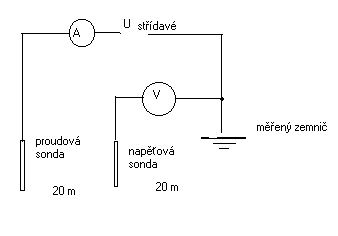 U střídavé
A
V
měřený zemnič
proudová
sonda
napěťová
sonda
20 m
20 m